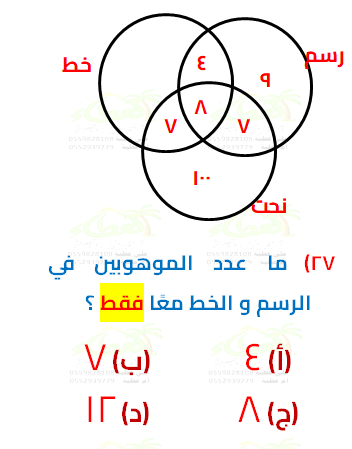 رسم
خط
٤
٩
٨
٧ ٧
١٠٠
نحت
٢٧) ما عدد الموهوبين في
الرسم و الخط معًا فقط ؟
(أ) ٤ (ب) ٧
(ج) ٨ (د) ١٢